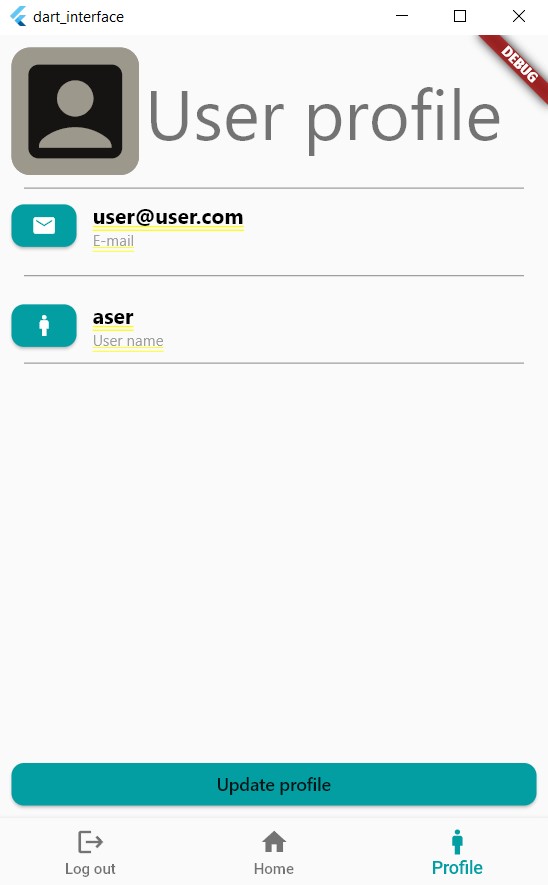 dart_interface
DEBUG
User profile
user@user.com
E-mail
aser
User name
Update profile
Log out
Home
Profile